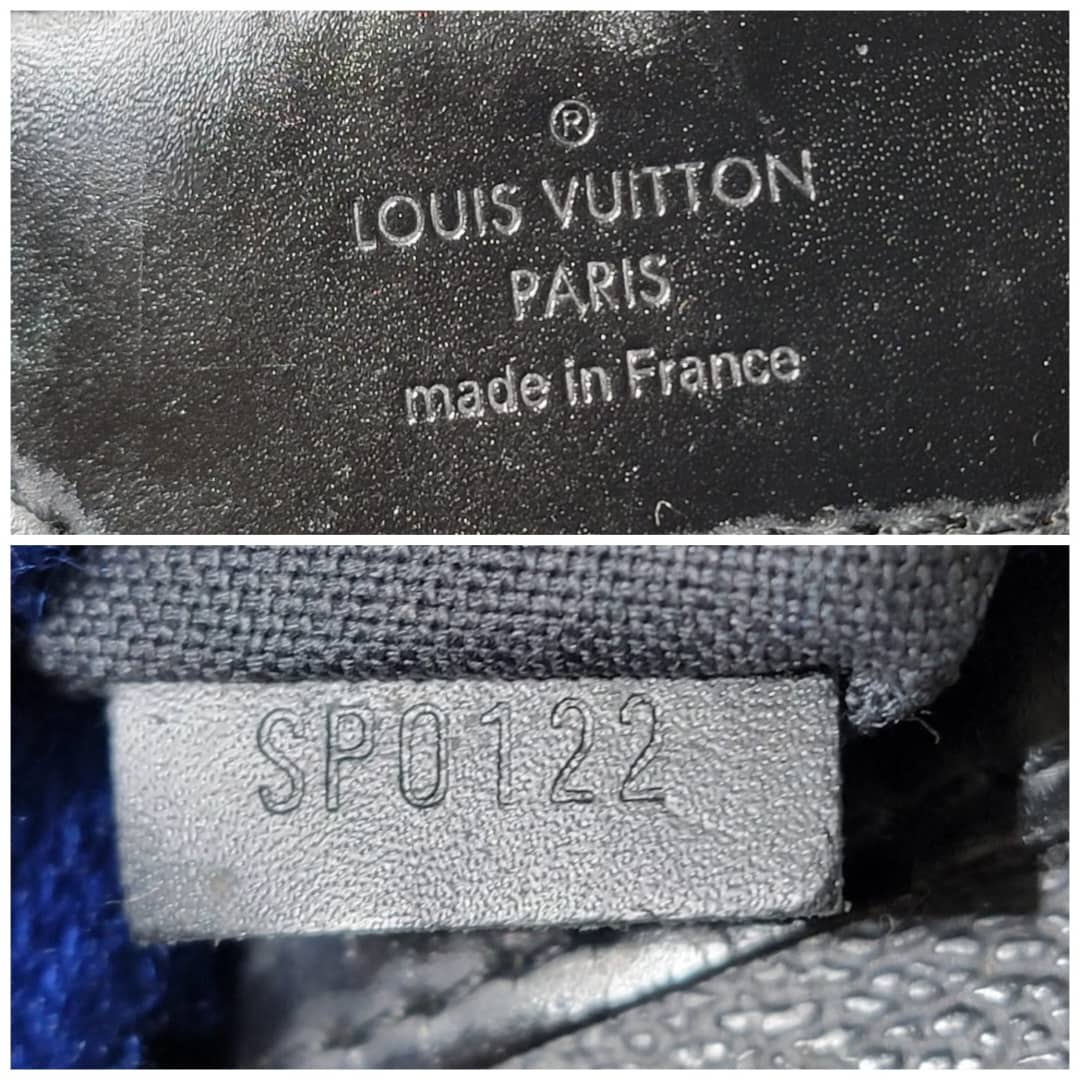 ®
LOUIS VUITTON
PARIS
made in France
SP0122